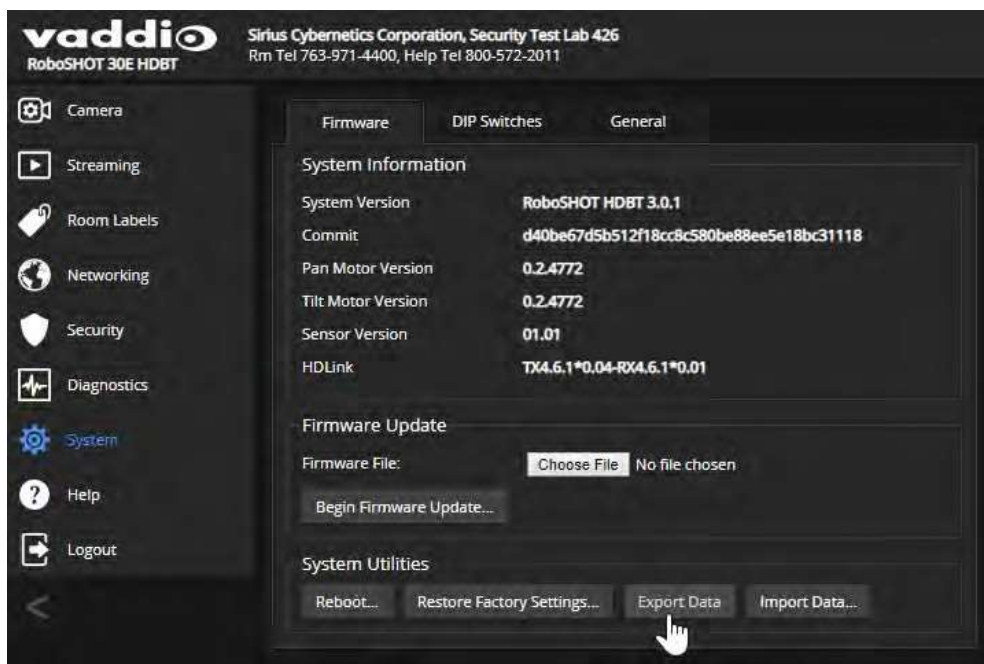 vaddio
RoboSHOT 30E HDBT
Sirius Cybernetics Corporation, Security Test Lab 426
Rm Tel 763-971-4400, Help Tel 800-572-2011
Camera
Streaming
Room Labels
Networking
Security
Diagnostics
System
Help
Logout
Firmware DIP Switches General
System Information
System Version RoboSHOT HDBT 3.0.1
Commit d40be67d5b512f18cc8c580be88ee5e18bc31118
Pan Motor Version 0.2.4772
Tilt Motor Version 0.2.4772
Sensor Version 01.01
HDLink TX4.6.1*0.04-RX4.6.1*0.01
Firmware Update
Firmware File: Choose File No file chosen
Begin Firmware Update...
System Utilities
Reboot... Restore Factory Settings... Export Data Import Data...